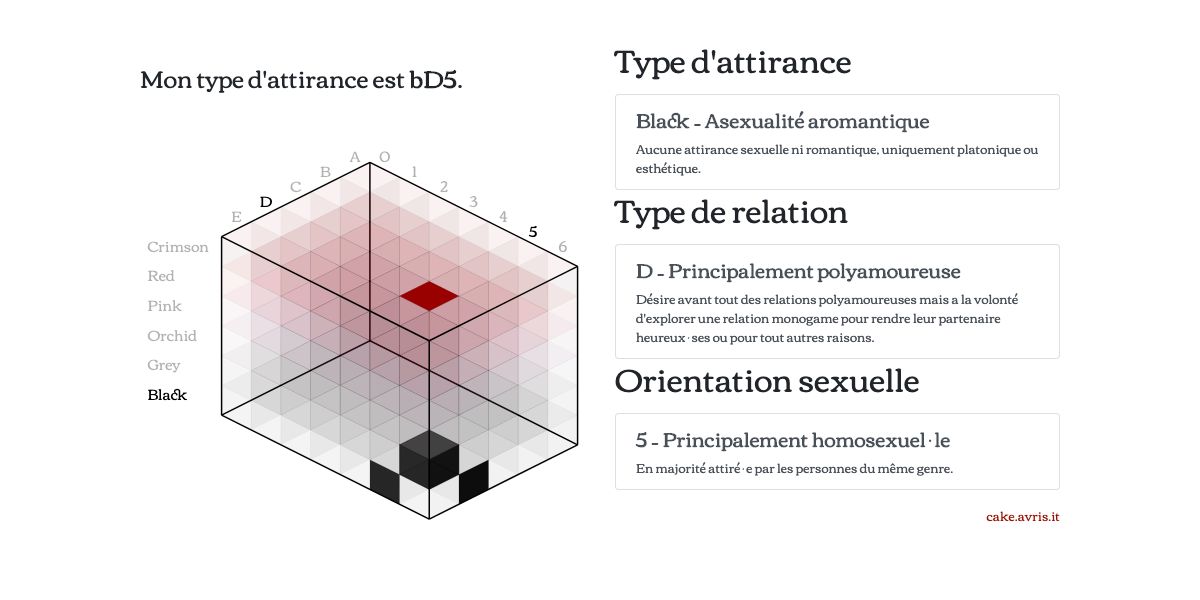 Mon type d'attirance est bD5.
A O
B 1
C 2
D 3
E 4
5
6
Crimson
Red
Pink
Orchid
Grey
Black
Type d'attirance
Black - Asexualité aromantique
Aucune attirance sexuelle ni romantique, uniquement platonique ou
esthétique.
Type de relation
D - Principalement polyamoureuse
Désire avant tout des relations polyamoureuses mais a la volonté
d'explorer une relation monogame pour rendre leur partenaire
heureux·ses ou pour tout autres raisons.
Orientation sexuelle
5 - Principalement homosexuel·le
En majorité attiré·e par les personnes du même genre.
cake.avris.it